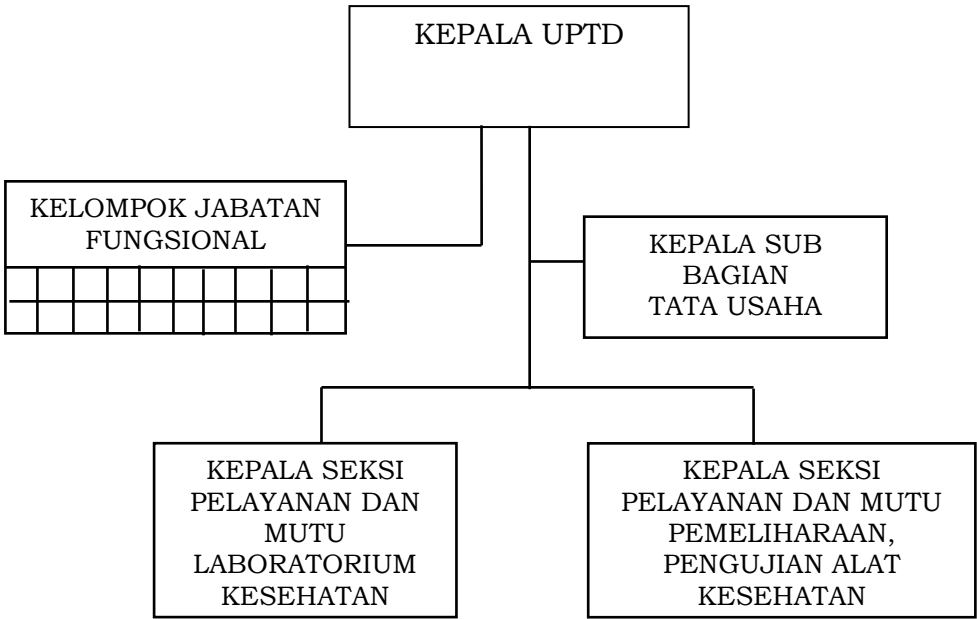 KEPALA UPTD
KELOMPOK JABATAN
FUNGSIONAL
KEPALA SUB
BAGIAN
TATA USAHA
KEPALA SEKSI
PELAYANAN DAN
MUTU
LABORATORIUM
KESEHATAN
KEPALA SEKSI
PELAYANAN DAN MUTU
PEMELIHARAAN,
PENGUJIAN ALAT
KESEHATAN